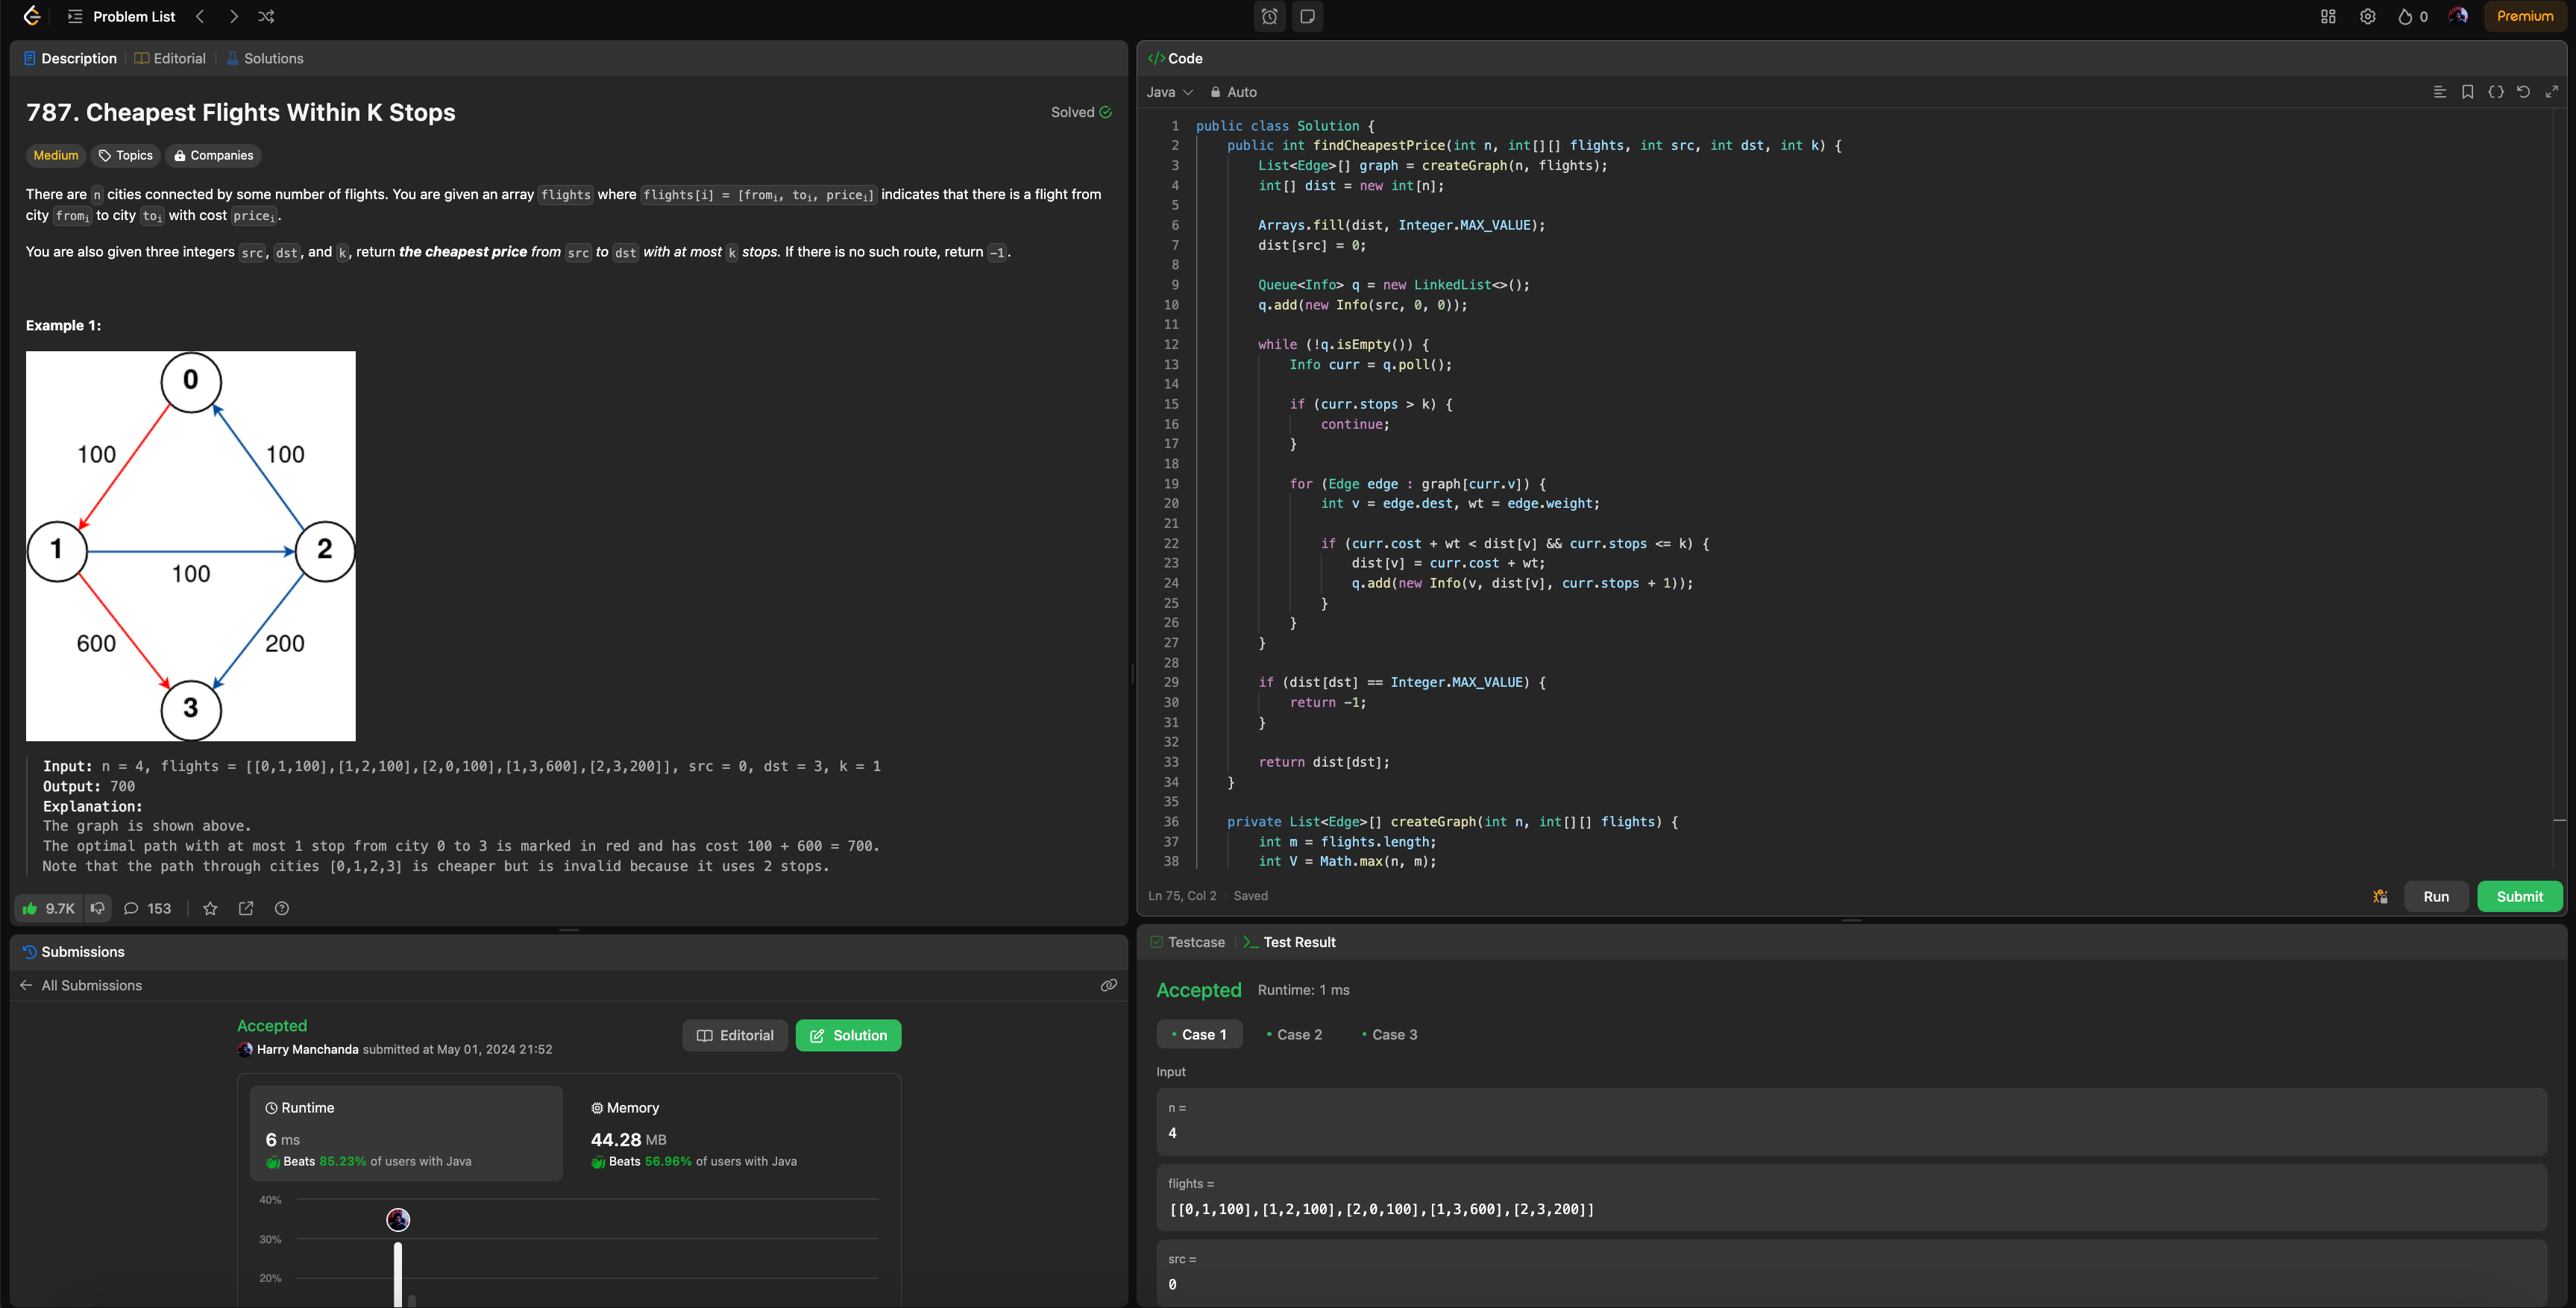 Problem List
0
Premium
Description
Editorial
Solutions
787. Cheapest Flights Within K Stops
Solved
Medium
Topics
Companies
There are n cities connected by some number of flights. You are given an array flights where flights[i] = [fromi, toi, pricei] indicates that there is a flight from
city fromi to city toi with cost pricei.
You are also given three integers src, dst, and k, return the cheapest price from src to dst with at most k stops. If there is no such route, return -1.
Example 1:
0
100
100
1
2
100
600
200
3
Input: n = 4, flights = [[0,1,100],[1,2,100],[2,0,100],[1,3,600],[2,3,200]], src = 0, dst = 3, k = 1
Output: 700
Explanation:
The graph is shown above.
The optimal path with at most 1 stop from city 0 to 3 is marked in red and has cost 100 + 600 = 700.
Note that the path through cities [0,1,2,3] is cheaper but is invalid because it uses 2 stops.
9.7K
153
Submissions
All Submissions
Accepted
Harry Manchanda submitted at May 01, 2024 21:52
Editorial
Solution
Runtime
6 ms
Beats 85.23% of users with Java
Memory
44.28 MB
Beats 56.96% of users with Java
40%
30%
20%
</> Code
Java
Auto
1 public class Solution {
2 public int findCheapestPrice(int n, int[][] flights, int src, int dst, int k) {
3 List<Edge>[] graph = createGraph(n, flights);
4 int[] dist = new int[n];
5
6 Arrays.fill(dist, Integer.MAX_VALUE);
7 dist[src] = 0;
8
9 Queue<Info> q = new LinkedList<>();
10 q.add(new Info(src, 0, 0));
11
12 while (!q.isEmpty()) {
13 Info curr = q.poll();
14
15 if (curr.stops > k) {
16 continue;
17 }
18
19 for (Edge edge : graph[curr.v]) {
20 int v = edge.dest, wt = edge.weight;
21
22 if (curr.cost + wt < dist[v] && curr.stops <= k) {
23 dist[v] = curr.cost + wt;
24 q.add(new Info(v, dist[v], curr.stops + 1));
25 }
26 }
27 }
28
29 if (dist[dst] == Integer.MAX_VALUE) {
30 return -1;
31 }
32
33 return dist[dst];
34 }
35
36 private List<Edge>[] createGraph(int n, int[][] flights) {
37 int m = flights.length;
38 int V = Math.max(n, m);
Ln 75, Col 2
Saved
Run
Submit
Testcase
Test Result
Accepted
Runtime: 1 ms
Case 1
Case 2
Case 3
Input
n =
4
flights =
[[0,1,100],[1,2,100],[2,0,100],[1,3,600],[2,3,200]]
src =
0